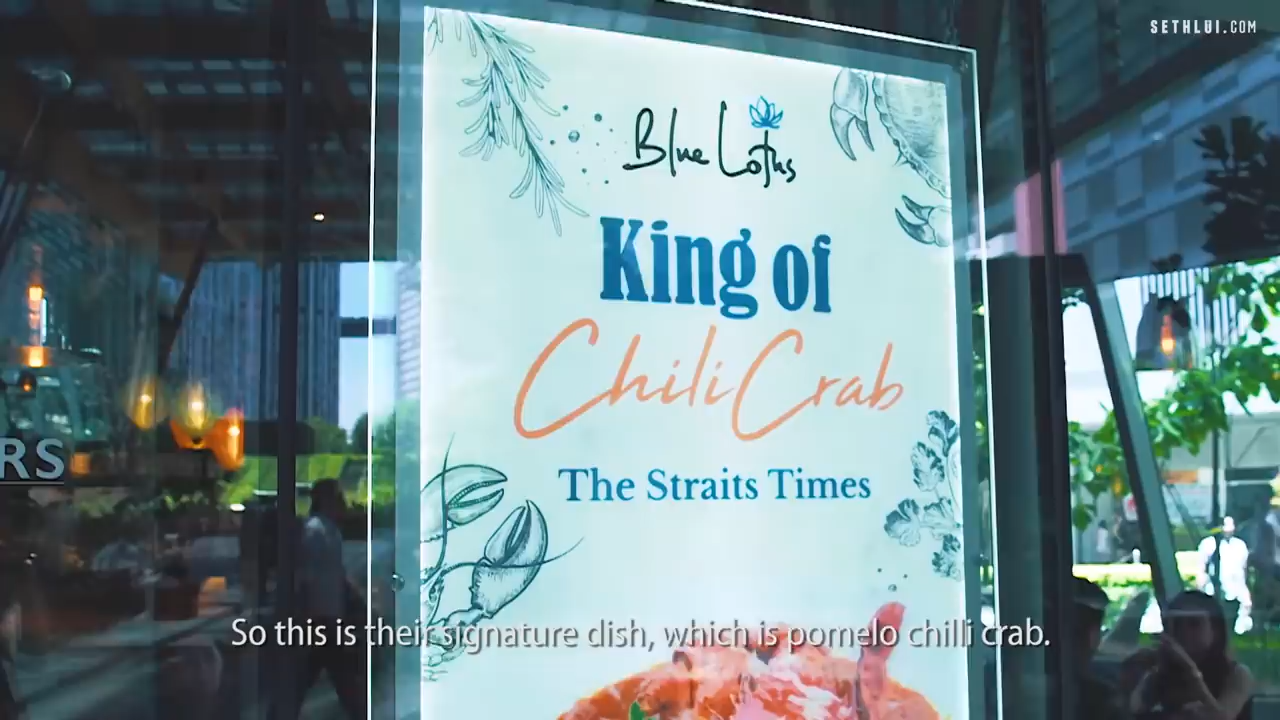 SETHLUI.COM
Blue Lotus
King of
Chili Crab
The Straits Times
RS
So this is their signature dish, which is pomelo chilli crab.